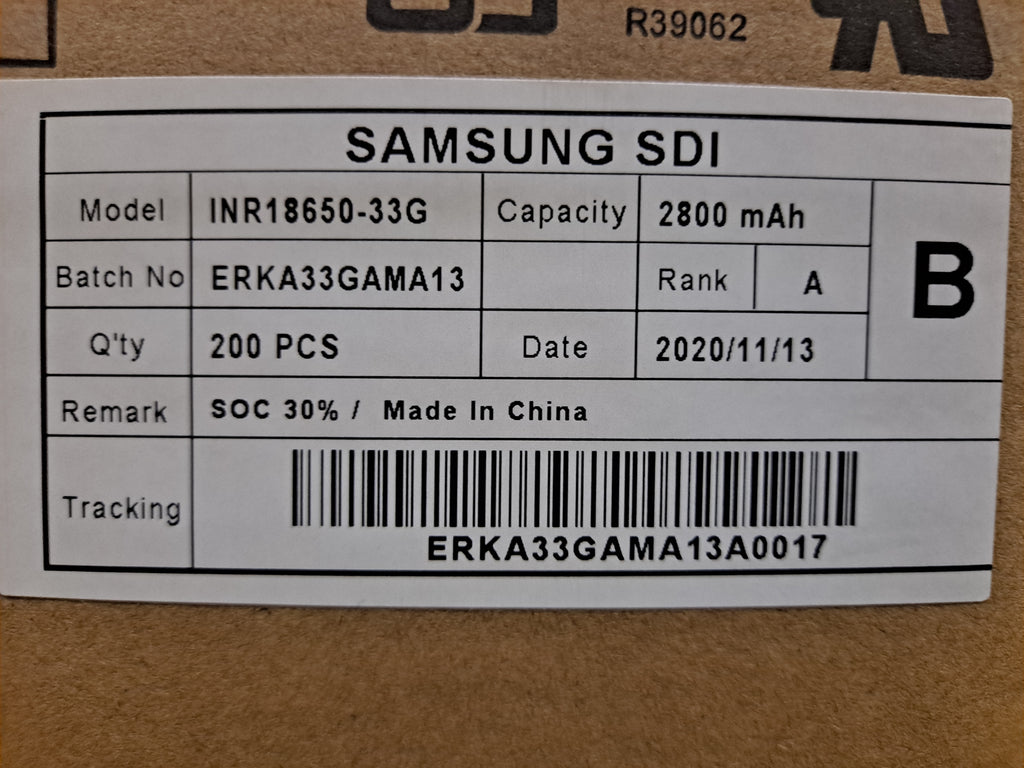 R39062
SAMSUNG SDI
Model INR18650-33G Capacity 2800 mAh
Batch No ERKA33GAMA13 Rank A B
Q'ty 200 PCS Date 2020/11/13
Remark SOC 30% / Made In China
Tracking
ERKA33GAMA13A0017